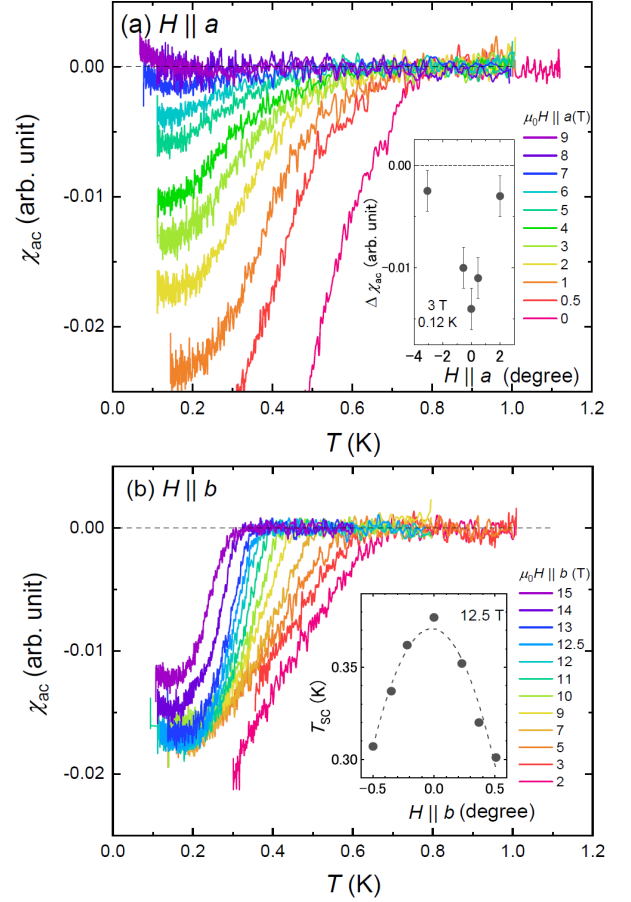 (a) H || a
0.00
-0.01
-0.02
χac (arb. unit)
0.0 0.2 0.4 0.6 0.8 1.0 1.2
T (K)
μ0H || a(T)
9
8
7
6
5
4
3
2
1
0.5
0
0.00
−0.01
Δ χac (arb. unit)
3 T
0.12 K
−4 −2 0 2 4
H || a (degree)
(b) H || b
0.00
-0.01
-0.02
χac (arb. unit)
0.0 0.2 0.4 0.6 0.8 1.0 1.2
T (K)
μ0H || b (T)
15
14
13
12.5
12
11
10
9
7
5
3
2
12.5 T
0.35
0.30
TSC (K)
−0.5 0.0 0.5
H || b (degree)